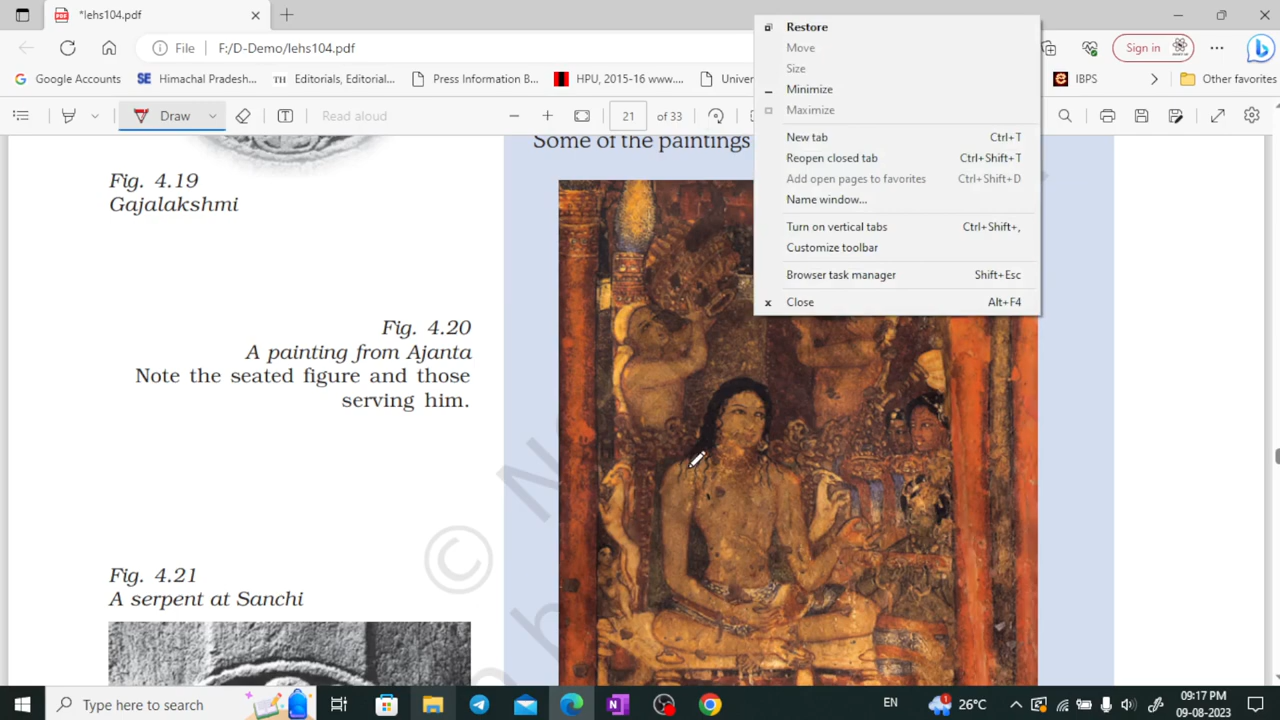 *lehs104.pdf
File
F:/D-Demo/lehs104.pdf
Sign in
Google Accounts
Himachal Pradesh...
TH Editorials, Editorial...
Press Information B...
HPU, 2015-16 www....
Univer
IBPS
Other favorites
Draw
Read aloud
21 of 33
Restore
Move
Size
Minimize
Maximize
New tab Ctrl+T
Reopen closed tab Ctrl+Shift+T
Add open pages to favorites Ctrl+Shift+D
Name window...
Turn on vertical tabs Ctrl+Shift+,
Customize toolbar
Browser task manager Shift+Esc
Close Alt+F4
Some of the paintings
Fig. 4.19
Gajalakshmi
Fig. 4.20
A painting from Ajanta
Note the seated figure and those
serving him.
Fig. 4.21
A serpent at Sanchi
Type here to search
EN
26°C
09:17 PM
09-08-2023